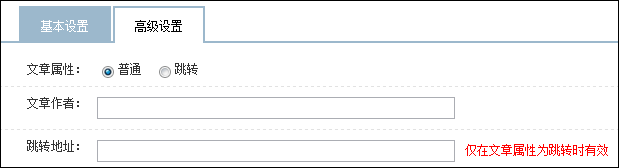 基本设置 高级设置
文章属性： 普通 跳转
文章作者：
跳转地址： 仅在文章属性为跳转时有效